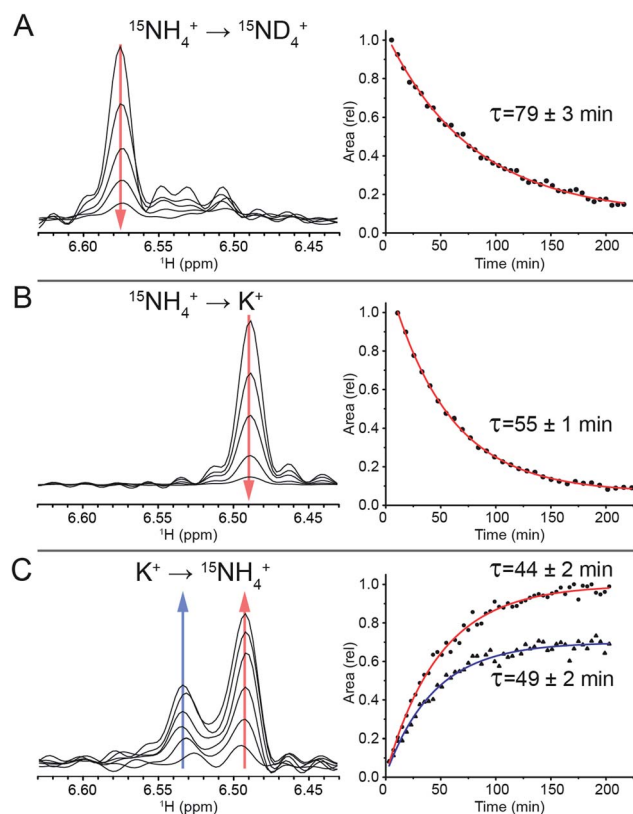 A
¹⁵NH₄⁺ → ¹⁵ND₄⁺
6.60 6.55 6.50 6.45
¹H (ppm)
Area (rel)
1.0
0.8
0.6
0.4
0.2
0.0
τ=79 ± 3 min
0 50 100 150 200
Time (min)
B
¹⁵NH₄⁺ → K⁺
6.60 6.55 6.50 6.45
¹H (ppm)
Area (rel)
1.0
0.8
0.6
0.4
0.2
0.0
τ=55 ± 1 min
0 50 100 150 200
Time (min)
C
K⁺ → ¹⁵NH₄⁺
6.60 6.55 6.50 6.45
¹H (ppm)
Area (rel)
1.0
0.8
0.6
0.4
0.2
0.0
τ=44 ± 2 min
τ=49 ± 2 min
0 50 100 150 200
Time (min)